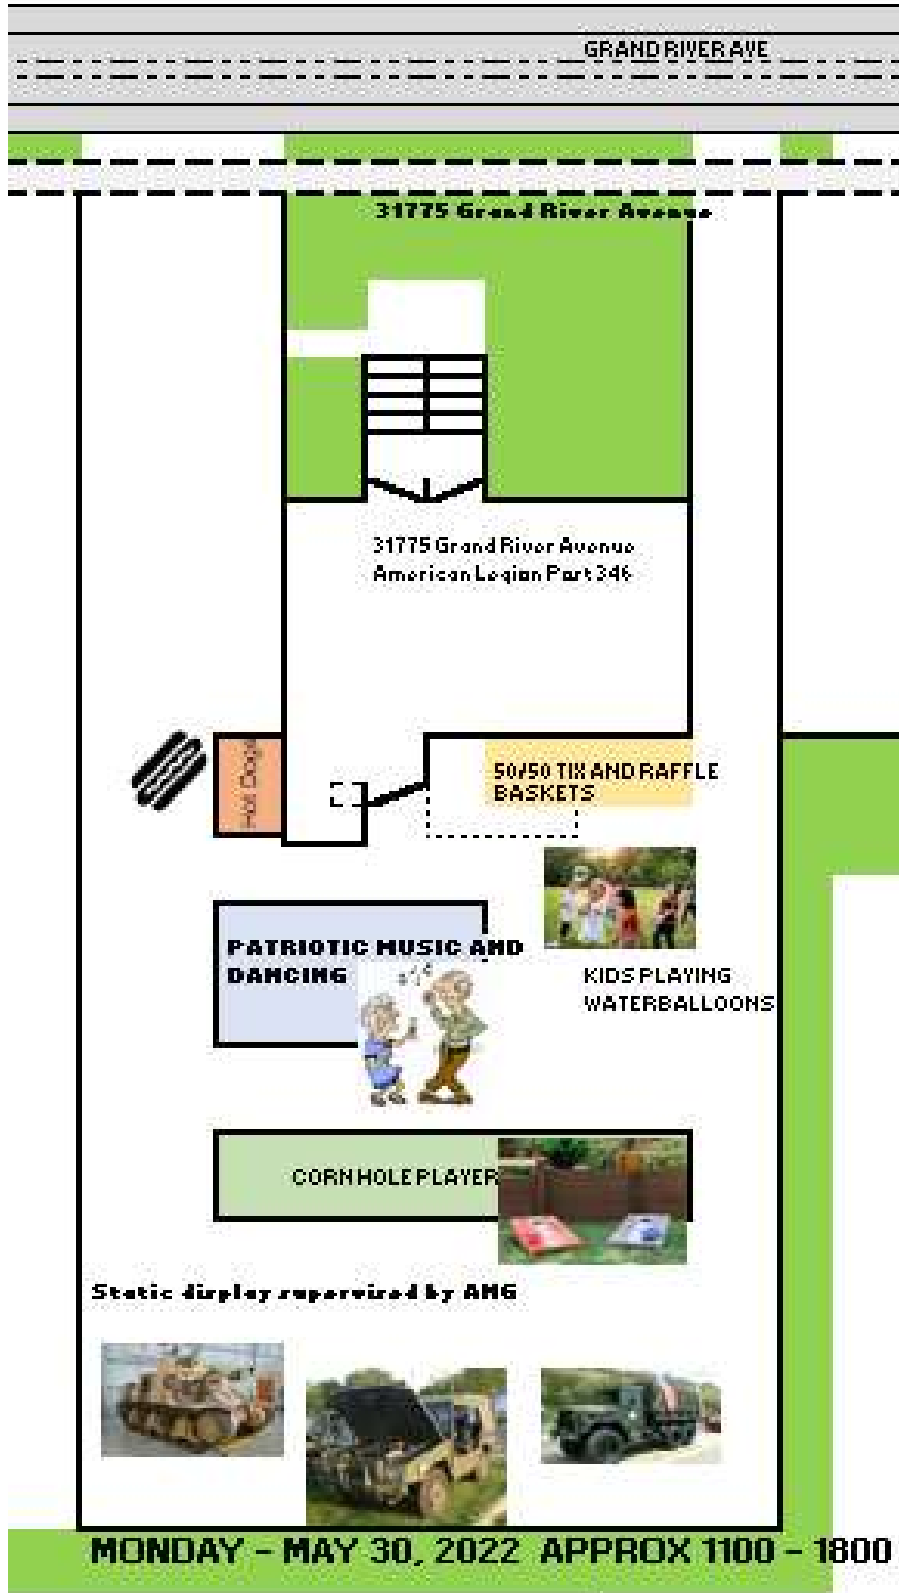 GRAND RIVER AVE
31775 Grand River Avenue
31775 Grand River Avenue
American Legion Post 346
Hot Dogs
50/50 TIX AND RAFFLE
BASKETS
PATRIOTIC MUSIC AND
DANCING
KIDS PLAYING
WATERBALLOONS
CORN HOLE PLAYER
Static display supervised by AMG
MONDAY - MAY 30, 2022 APPROX 1100 - 1800